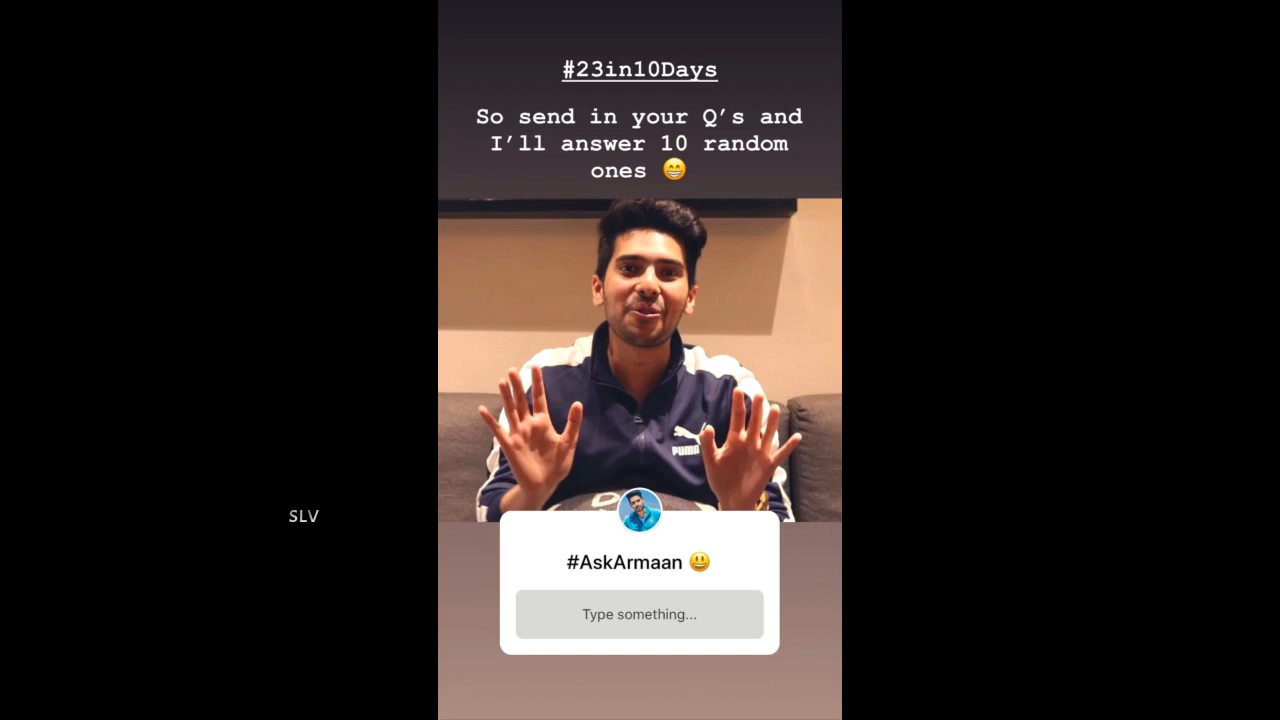 #23in10Days
So send in your Q’s and
I’ll answer 10 random
ones 😁
PUMA
SLV
#AskArmaan 😃
Type something...